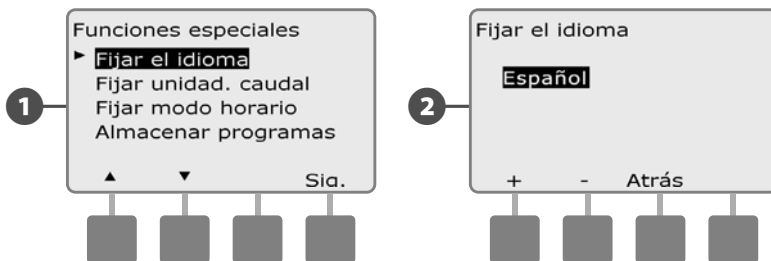 1
Funciones especiales
► Fijar el idioma
Fijar unidad. caudal
Fijar modo horario
Almacenar programas
▲ ▼ Sig.
2
Fijar el idioma
Español
+ - Atrás